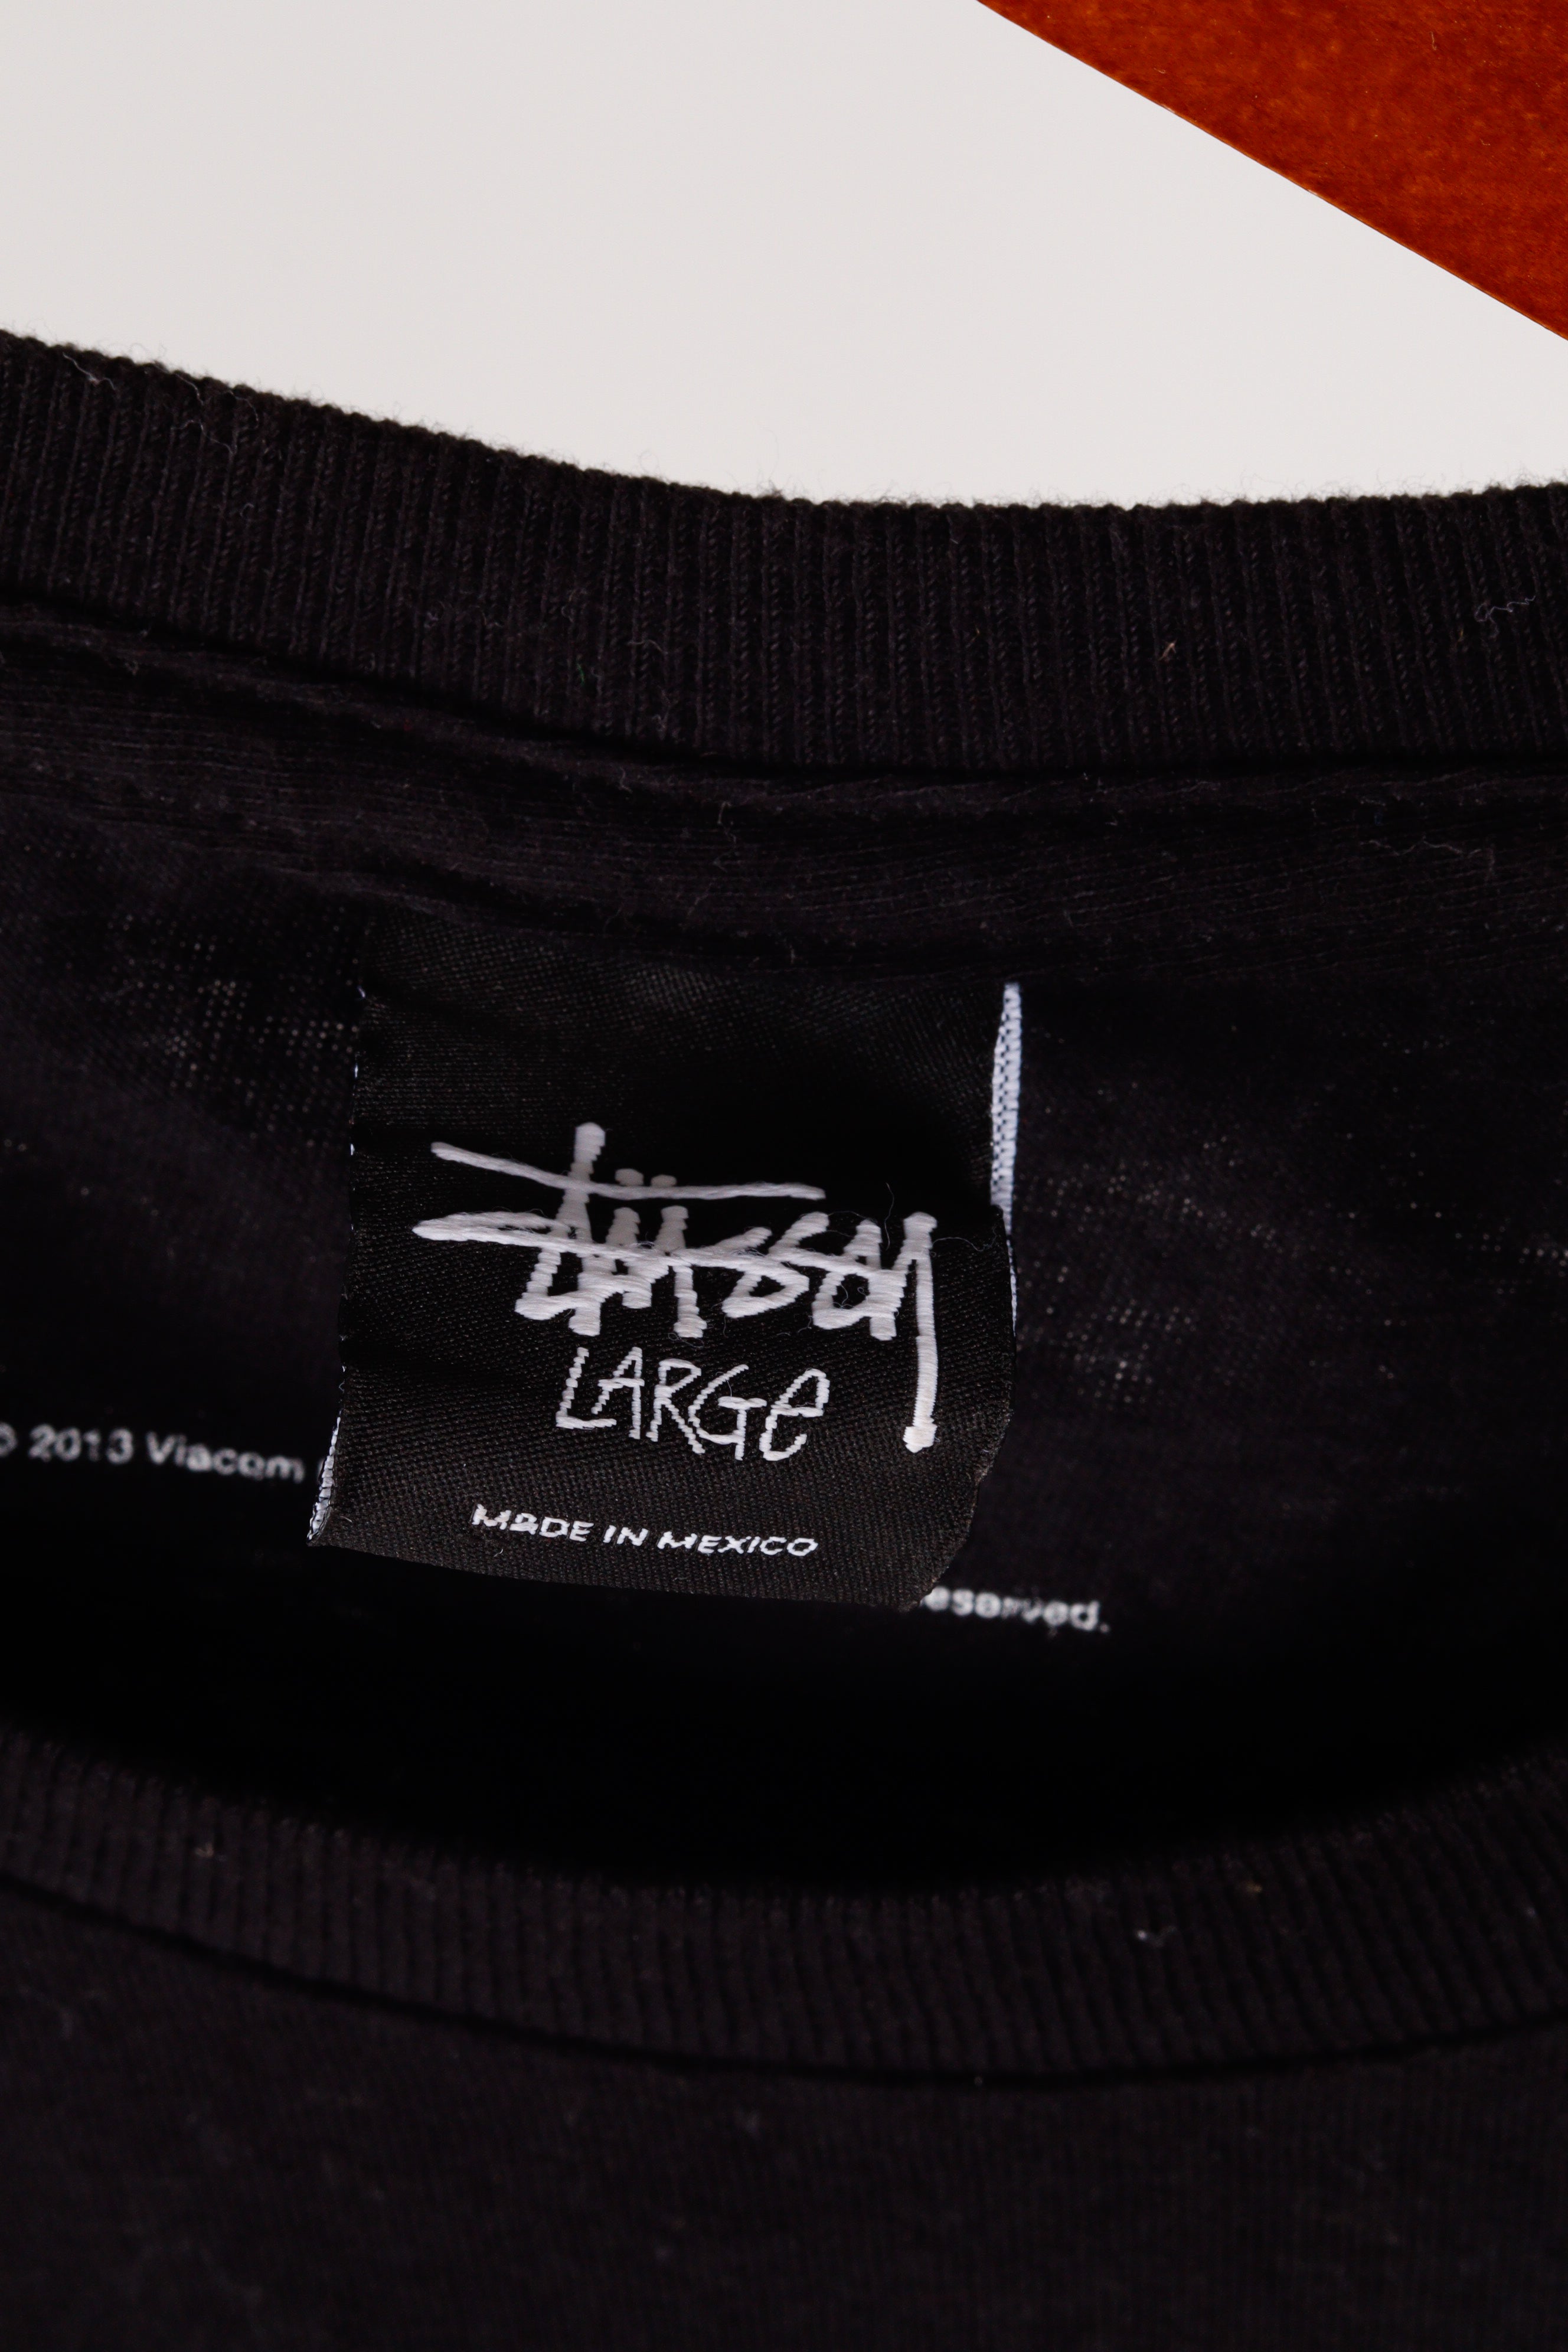 Stüssy
LARGe
MADE IN MEXICO
© 2013 Viacom
eserved.